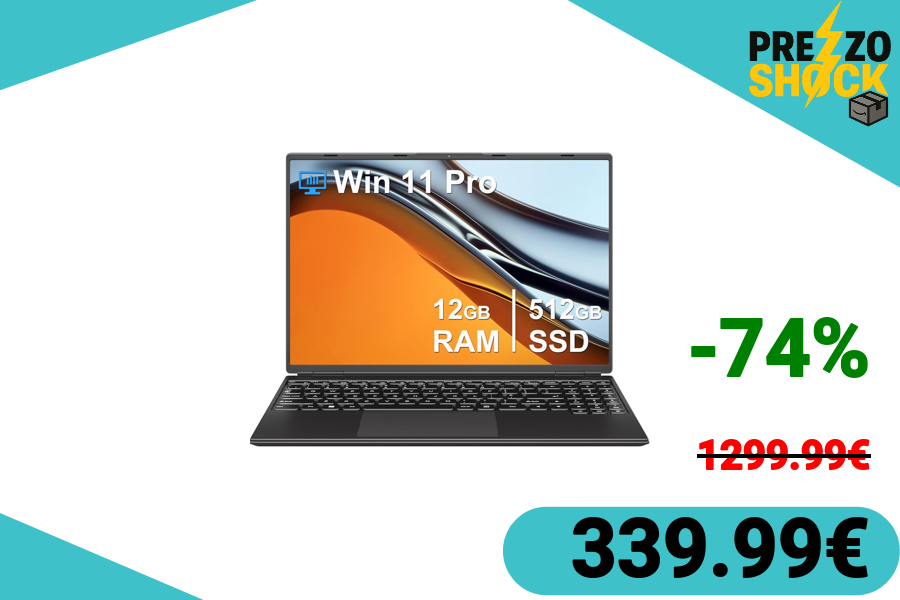 PREZZO
SHOCK
Win 11 Pro
12GB | 512GB
RAM | SSD
-74%
1299.99€
339.99€